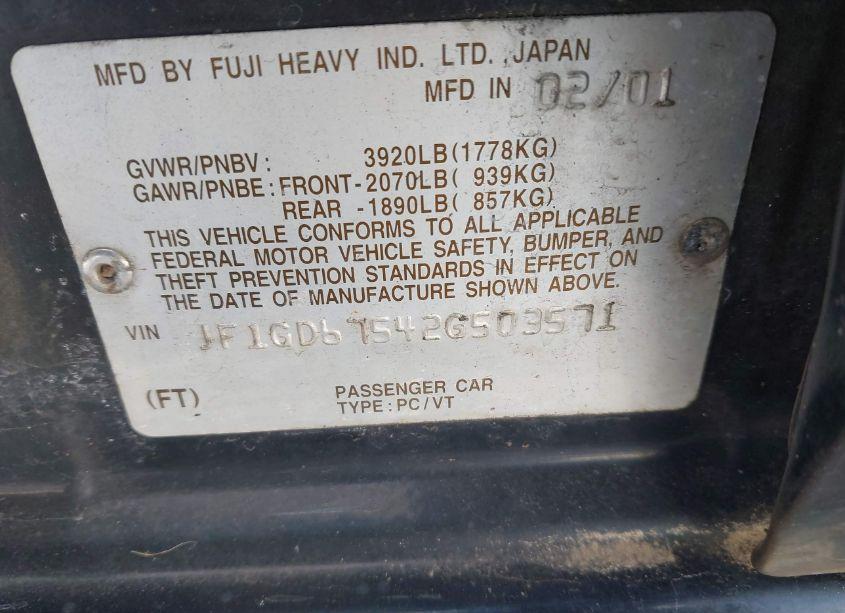 MFD BY FUJI HEAVY IND. LTD., JAPAN
MFD IN 02/01
GVWR/PNBV: 3920LB(1778KG)
GAWR/PNBE: FRONT-2070LB( 939KG)
REAR -1890LB( 857KG)
THIS VEHICLE CONFORMS TO ALL APPLICABLE
FEDERAL MOTOR VEHICLE SAFETY, BUMPER, AND
THEFT PREVENTION STANDARDS IN EFFECT ON
THE DATE OF MANUFACTURE SHOWN ABOVE.
VIN JF1GD67542G503571
(FT) PASSENGER CAR
TYPE: PC/VT